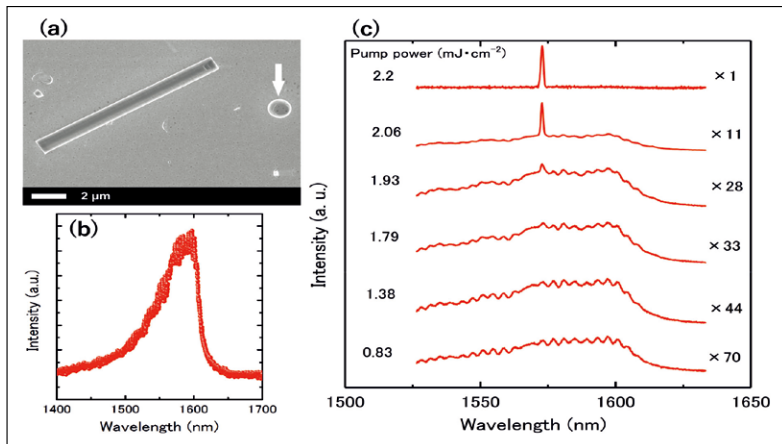 (a)
2 μm
(b)
Intensity (a.u.)
1400 1500 1600 1700
Wavelength (nm)
(c)
Pump power (mJ･cm⁻²)
2.2 ×1
2.06 ×11
1.93 ×28
1.79 ×33
1.38 ×44
0.83 ×70
Intensity (a. u.)
1500 1550 1600 1650
Wavelength (nm)